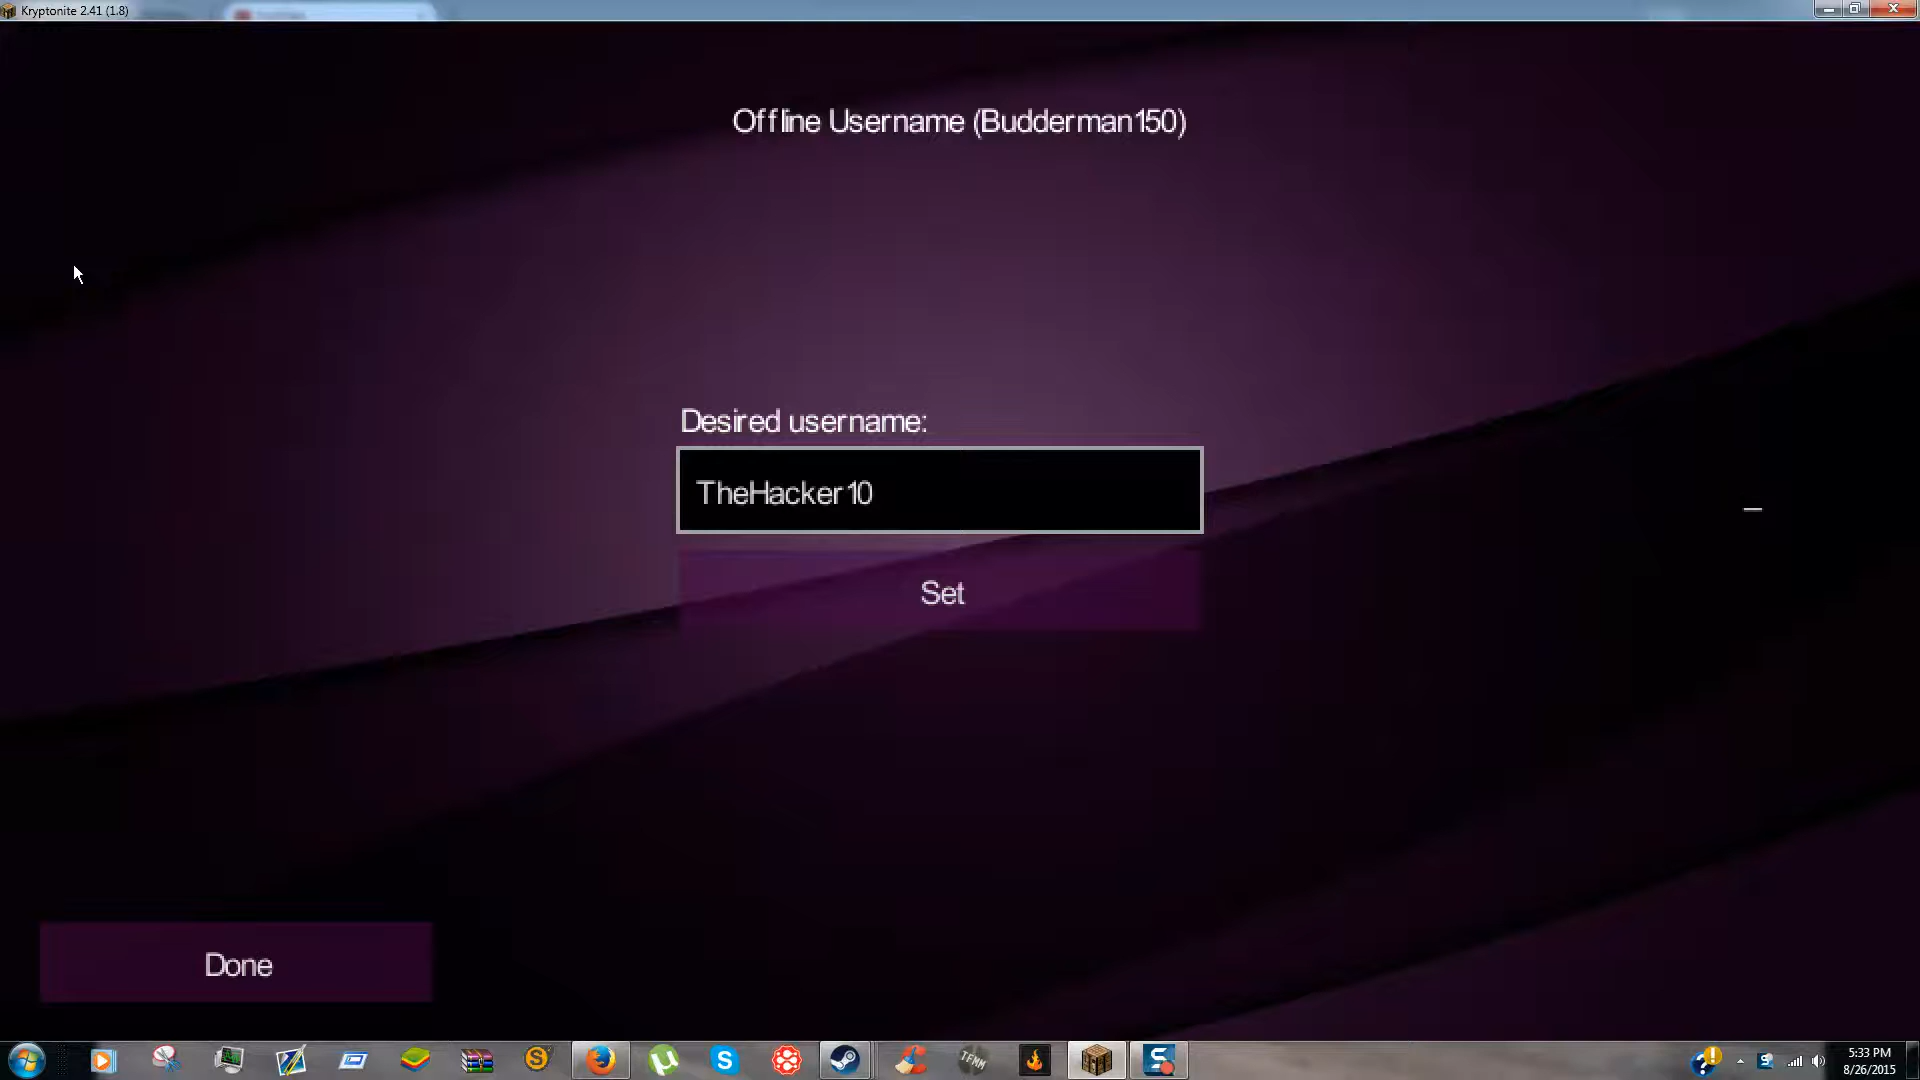 Kryptonite 2.41 (1.8)
Offline Username (Budderman150)
Desired username:
TheHacker10
Set
Done
TFMM
5:33 PM
8/26/2015